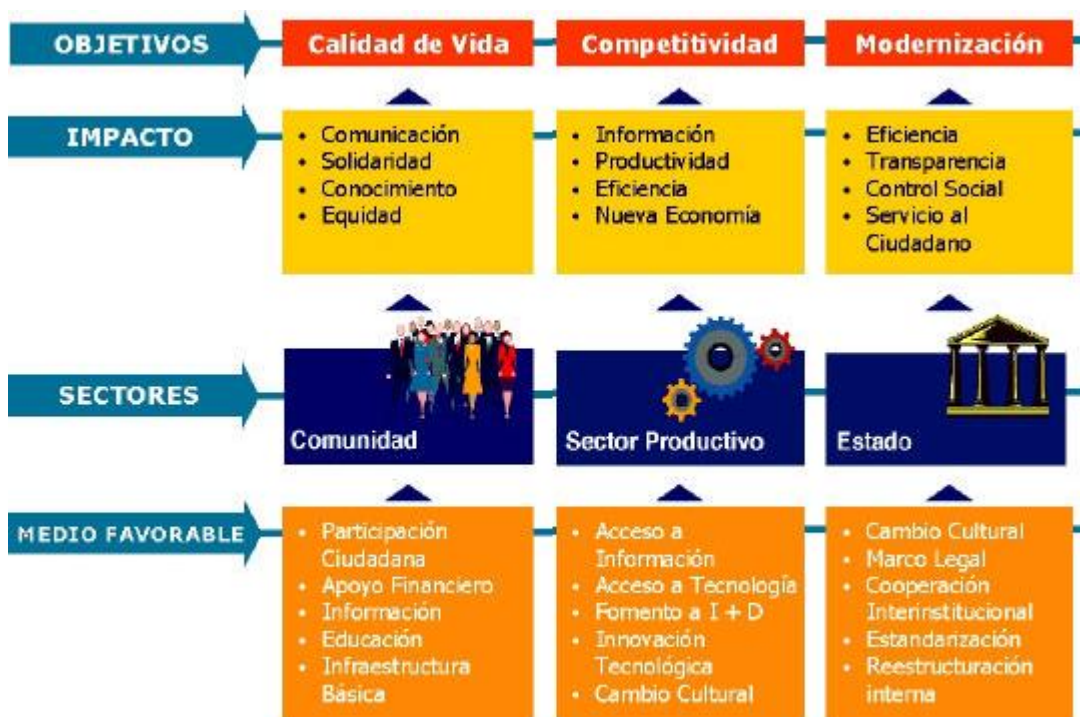 OBJETIVOS
Calidad de Vida
Competitividad
Modernización
IMPACTO
• Comunicación
• Solidaridad
• Conocimiento
• Equidad
• Información
• Productividad
• Eficiencia
• Nueva Economía
• Eficiencia
• Transparencia
• Control Social
• Servicio al
Ciudadano
SECTORES
Comunidad
Sector Productivo
Estado
MEDIO FAVORABLE
• Participación
Ciudadana
• Apoyo Financiero
• Información
• Educación
• Infraestructura
Básica
• Acceso a
Información
• Acceso a Tecnología
• Fomento a I + D
• Innovación
Tecnológica
• Cambio Cultural
• Cambio Cultural
• Marco Legal
• Cooperación
Interinstitucional
• Estandarización
• Reestructuración
interna